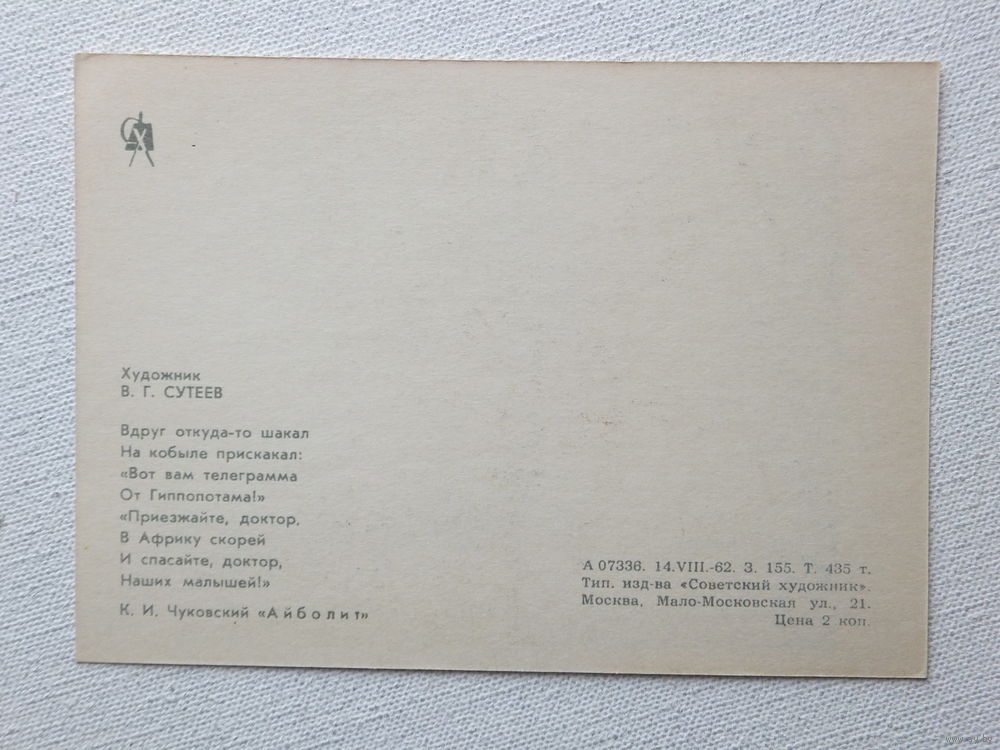 Художник
В. Г. СУТЕЕВ
Вдруг откуда-то шакал
На кобыле прискакал:
«Вот вам телеграмма
От Гиппопотама!»
«Приезжайте, доктор,
В Африку скорей
И спасайте, доктор,
Наших малышей!»
К. И. Чуковский «Айболит»
А 07336. 14.VIII.-62. З. 155. Т. 435 т.
Тип. изд-ва «Советский художник».
Москва, Мало-Московская ул., 21.
Цена 2 коп.